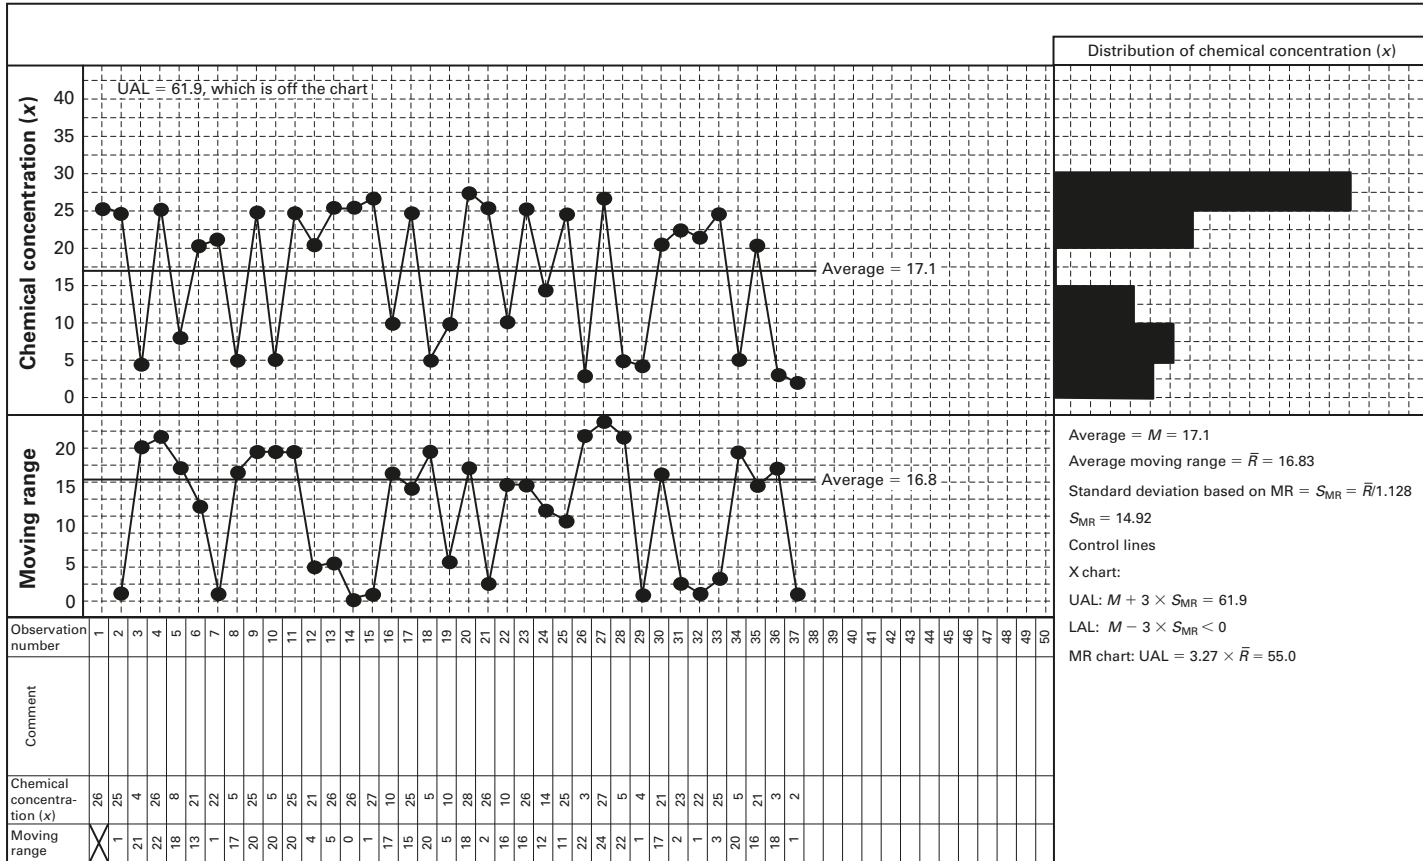 Distribution of chemical concentration (x)
UAL = 61.9, which is off the chart
Chemical concentration (x)
40
35
30
25
20
15
10
5
0
Average = 17.1
Moving range
20
15
10
5
0
Average = 16.8
Average = M = 17.1
Average moving range = R̅ = 16.83
Standard deviation based on MR = S_MR = R̅/1.128
S_MR = 14.92
Control lines
X chart:
UAL: M + 3 × S_MR = 61.9
LAL: M − 3 × S_MR < 0
MR chart: UAL = 3.27 × R̅ = 55.0
Observation number 1 2 3 4 5 6 7 8 9 10 11 12 13 14 15 16 17 18 19 20 21 22 23 24 25 26 27 28 29 30 31 32 33 34 35 36 37 38 39 40 41 42 43 44 45 46 47 48 49 50
Comment
Chemical concentra-tion (x) 26 25 4 26 8 21 22 5 25 5 25 21 26 26 27 10 25 5 10 28 26 10 26 14 25 3 27 5 4 21 23 22 25 5 21 3 2
Moving range 1 21 22 18 13 1 17 20 20 20 4 5 0 1 17 15 20 5 18 2 16 16 12 11 22 24 22 1 17 2 1 3 20 16 18 1